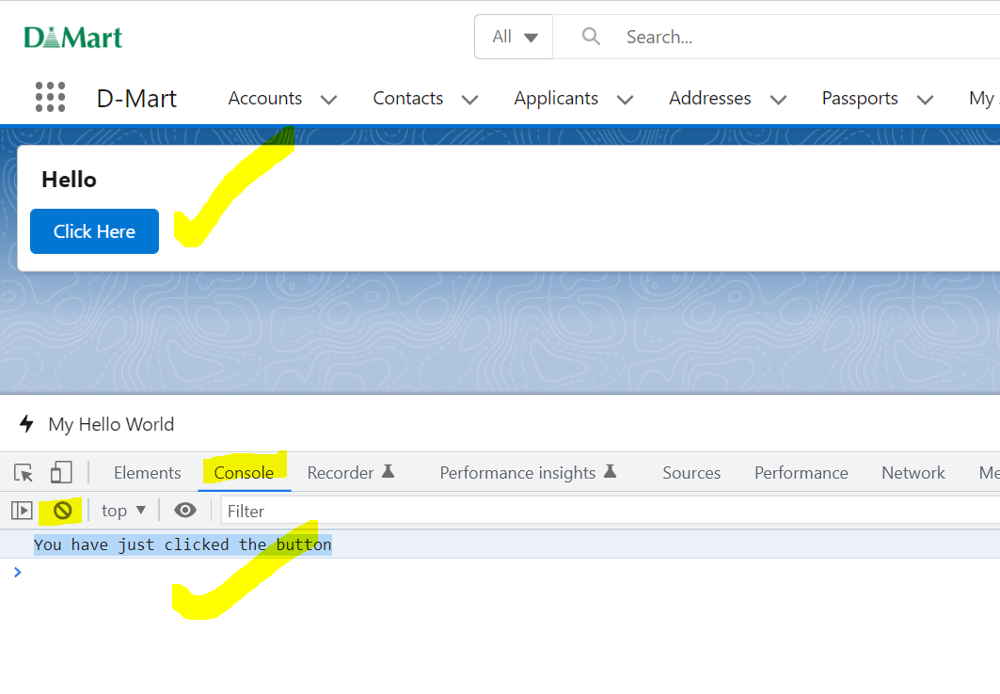 D Mart
All Search...
D-Mart Accounts Contacts Applicants Addresses Passports My
Hello
Click Here
My Hello World
Elements Console Recorder Performance insights Sources Performance Network Me
top Filter
You have just clicked the button